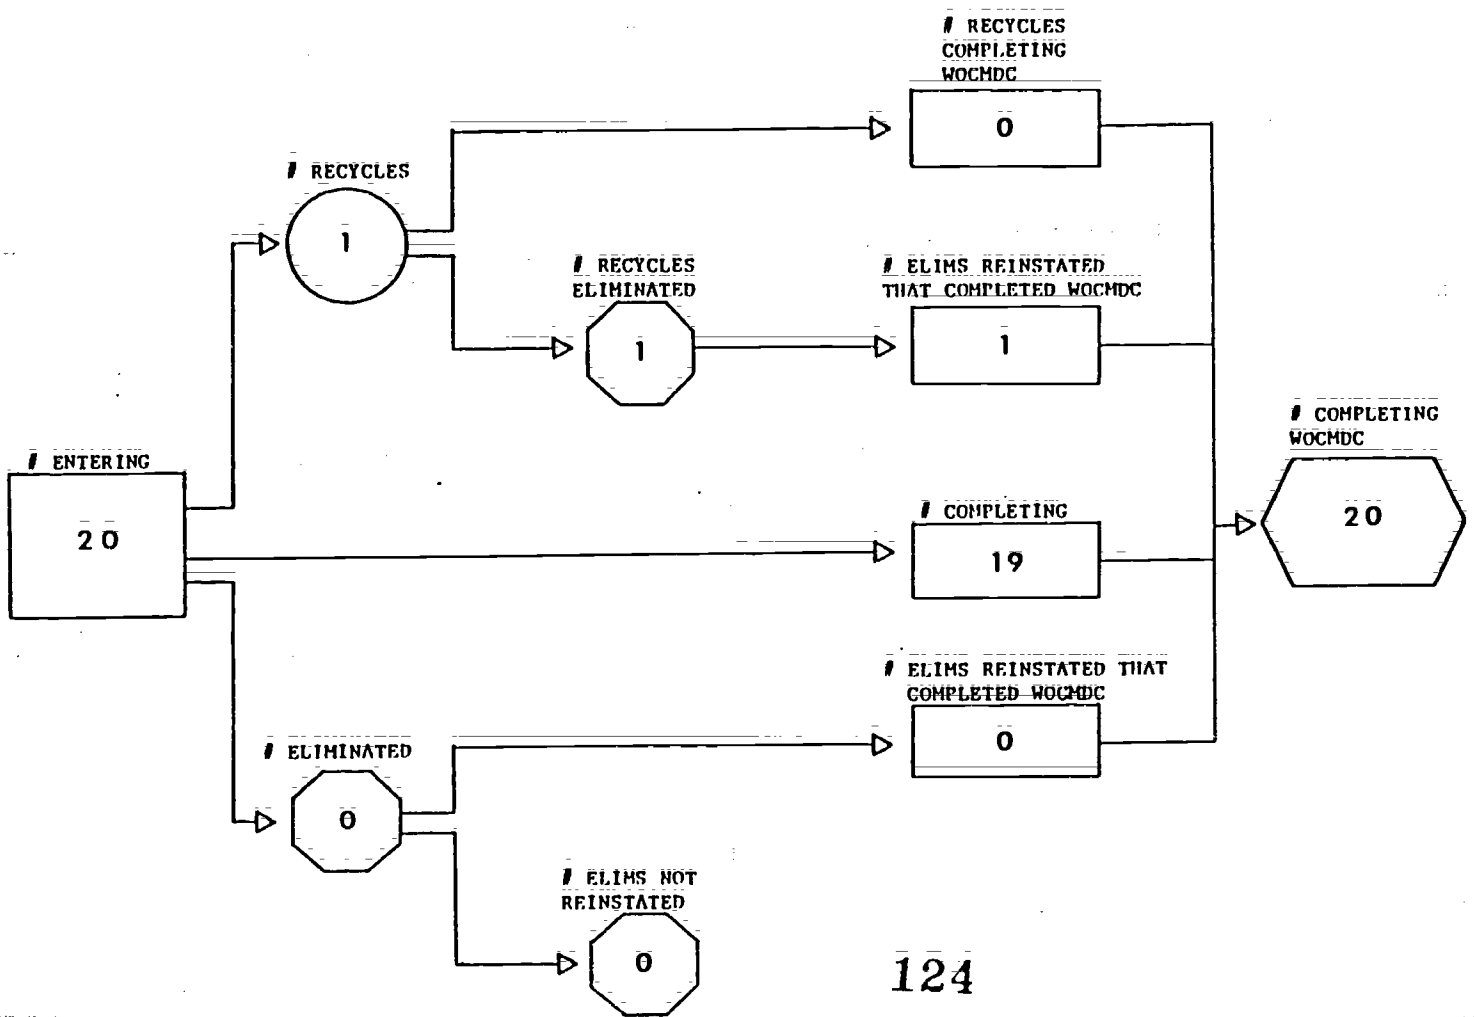 # RECYCLES
COMPLETING
WOCMDC
0
# RECYCLES
1
# RECYCLES
ELIMINATED
1
# ELIMS REINSTATED
THAT COMPLETED WOCMDC
1
# ENTERING
20
# COMPLETING
19
# COMPLETING
WOCMDC
20
# ELIMS REINSTATED THAT
COMPLETED WOCMDC
0
# ELIMINATED
0
# ELIMS NOT
REINSTATED
0
124